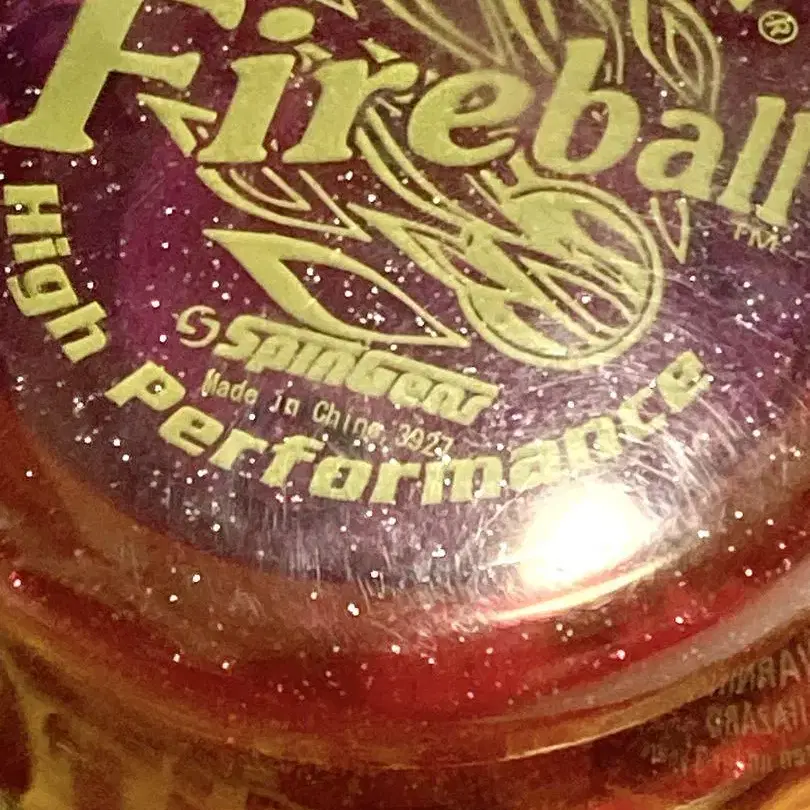 ®
Fireball
TM
SpinGear
Made in China 3927
High Performance